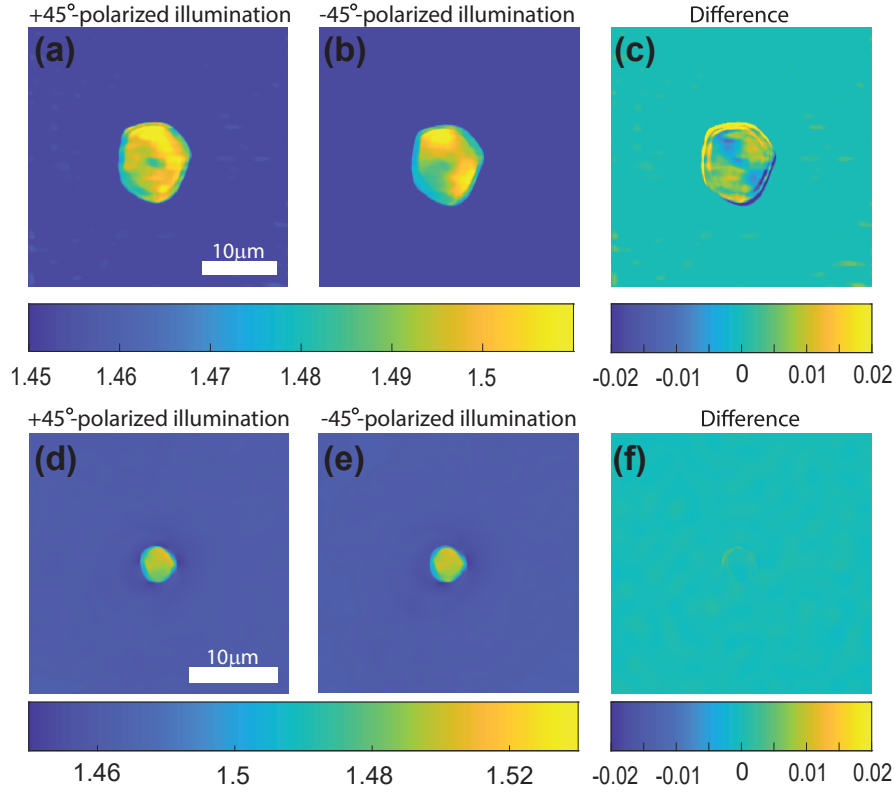 +45°-polarized illumination -45°-polarized illumination Difference
(a) (b) (c)
10μm
1.45 1.46 1.47 1.48 1.49 1.5 -0.02 -0.01 0 0.01 0.02
+45°-polarized illumination -45°-polarized illumination Difference
(d) (e) (f)
10μm
1.46 1.5 1.48 1.52 -0.02 -0.01 0 0.01 0.02